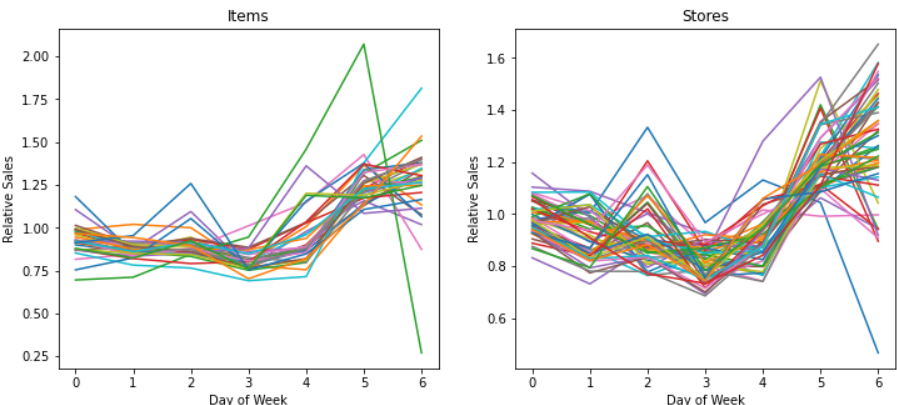 Items
2.00
1.75
1.50
1.25
1.00
0.75
0.50
0.25
Relative Sales
0 1 2 3 4 5 6
Day of Week
Stores
1.6
1.4
1.2
1.0
0.8
0.6
Relative Sales
0 1 2 3 4 5 6
Day of Week